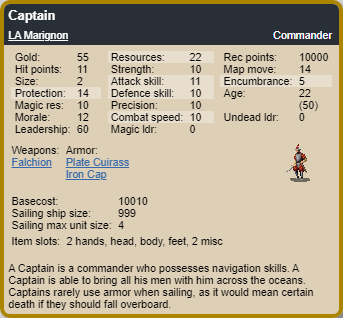 Captain
LA Marignon Commander
Gold: 55 Resources: 22 Rec points: 10000
Hit points: 11 Strength: 10 Map move: 14
Size: 2 Attack skill: 11 Encumbrance: 5
Protection: 14 Defence skill: 10 Age: 22
Magic res: 10 Precision: 10 (50)
Morale: 12 Combat speed: 10 Undead ldr: 0
Leadership: 60 Magic ldr: 0
Weapons: Armor:
Falchion Plate Cuirass
Iron Cap
Basecost: 10010
Sailing ship size: 999
Sailing max unit size: 4
Item slots: 2 hands, head, body, feet, 2 misc
A Captain is a commander who possesses navigation skills. A
Captain is able to bring all his men with him across the oceans.
Captains rarely use armor when sailing, as it would mean certain
death if they should fall overboard.